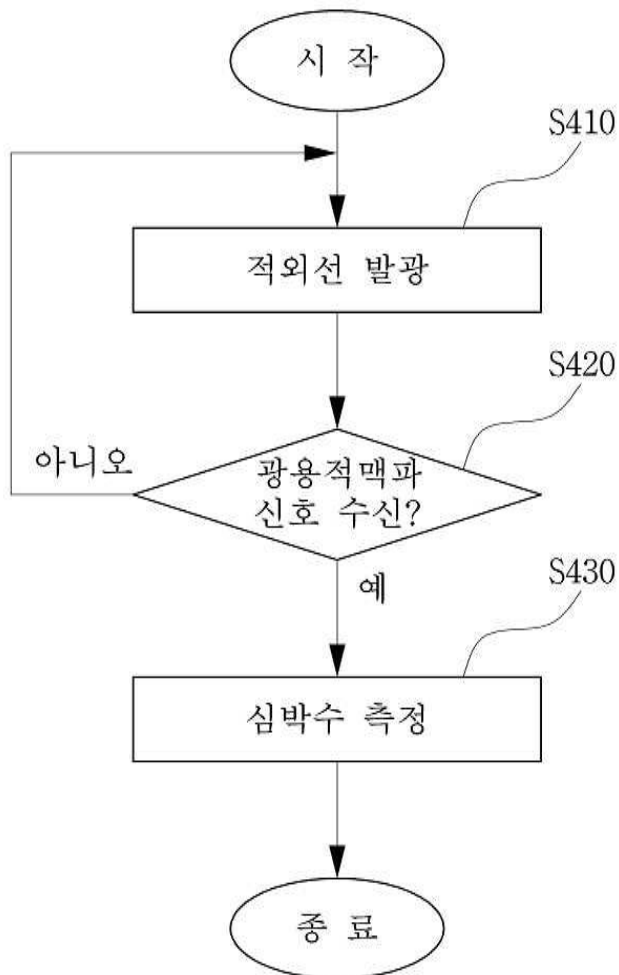 시 작
S410
적외선 발광
S420
아니오
광용적맥파
신호 수신?
예
S430
심박수 측정
종 료